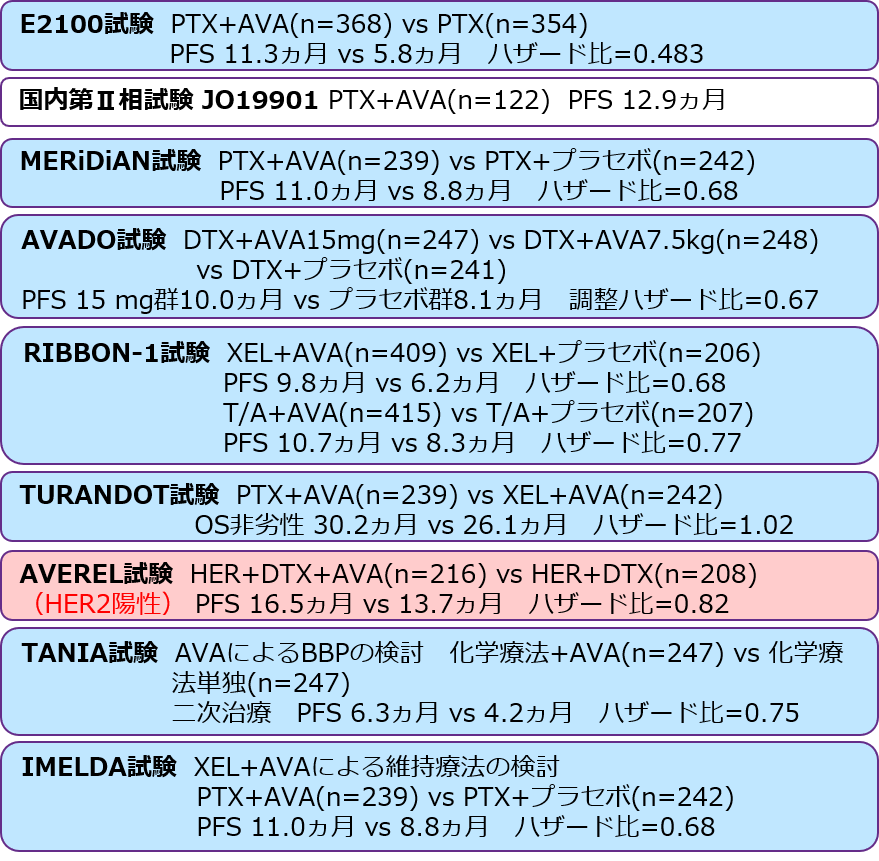 E2100試験 PTX+AVA(n=368) vs PTX(n=354)
PFS 11.3ヵ月 vs 5.8ヵ月 ハザード比=0.483
国内第Ⅱ相試験 JO19901 PTX+AVA(n=122) PFS 12.9ヵ月
MERiDiAN試験 PTX+AVA(n=239) vs PTX+プラセボ(n=242)
PFS 11.0ヵ月 vs 8.8ヵ月 ハザード比=0.68
AVADO試験 DTX+AVA15mg(n=247) vs DTX+AVA7.5kg(n=248)
vs DTX+プラセボ(n=241)
PFS 15 mg群10.0ヵ月 vs プラセボ群8.1ヵ月 調整ハザード比=0.67
RIBBON-1試験 XEL+AVA(n=409) vs XEL+プラセボ(n=206)
PFS 9.8ヵ月 vs 6.2ヵ月 ハザード比=0.68
T/A+AVA(n=415) vs T/A+プラセボ(n=207)
PFS 10.7ヵ月 vs 8.3ヵ月 ハザード比=0.77
TURANDOT試験 PTX+AVA(n=239) vs XEL+AVA(n=242)
OS非劣性 30.2ヵ月 vs 26.1ヵ月 ハザード比=1.02
AVEREL試験 HER+DTX+AVA(n=216) vs HER+DTX(n=208)
（HER2陽性） PFS 16.5ヵ月 vs 13.7ヵ月 ハザード比=0.82
TANIA試験 AVAによるBBPの検討 化学療法+AVA(n=247) vs 化学療
法単独(n=247)
二次治療 PFS 6.3ヵ月 vs 4.2ヵ月 ハザード比=0.75
IMELDA試験 XEL+AVAによる維持療法の検討
PTX+AVA(n=239) vs PTX+プラセボ(n=242)
PFS 11.0ヵ月 vs 8.8ヵ月 ハザード比=0.68